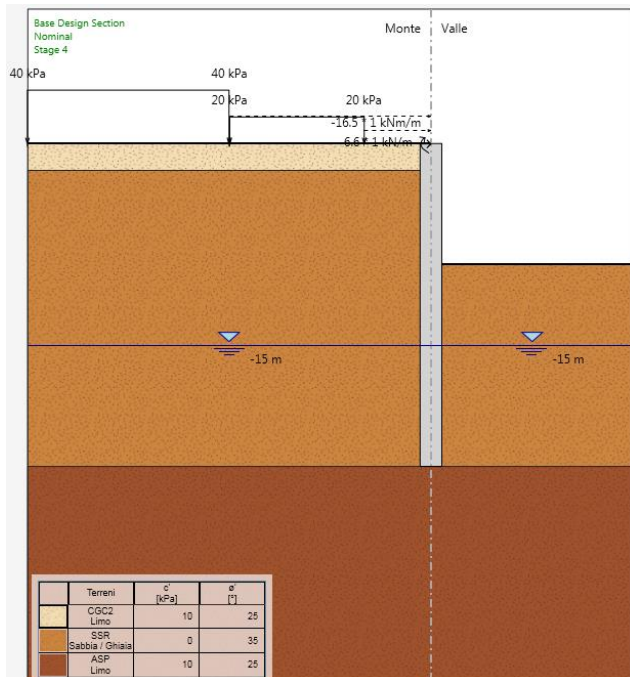 Base Design Section
Nominal
Stage 4
Monte
Valle
40 kPa
40 kPa
20 kPa
20 kPa
-16.5 * 1 kNm/m
6.6 * 1 kN/m
-15 m
-15 m
Terreni
c'
[kPa]
ø'
[°]
CGC2
Limo
10
25
SSR
Sabbia / Ghiaia
0
35
ASP
Limo
10
25